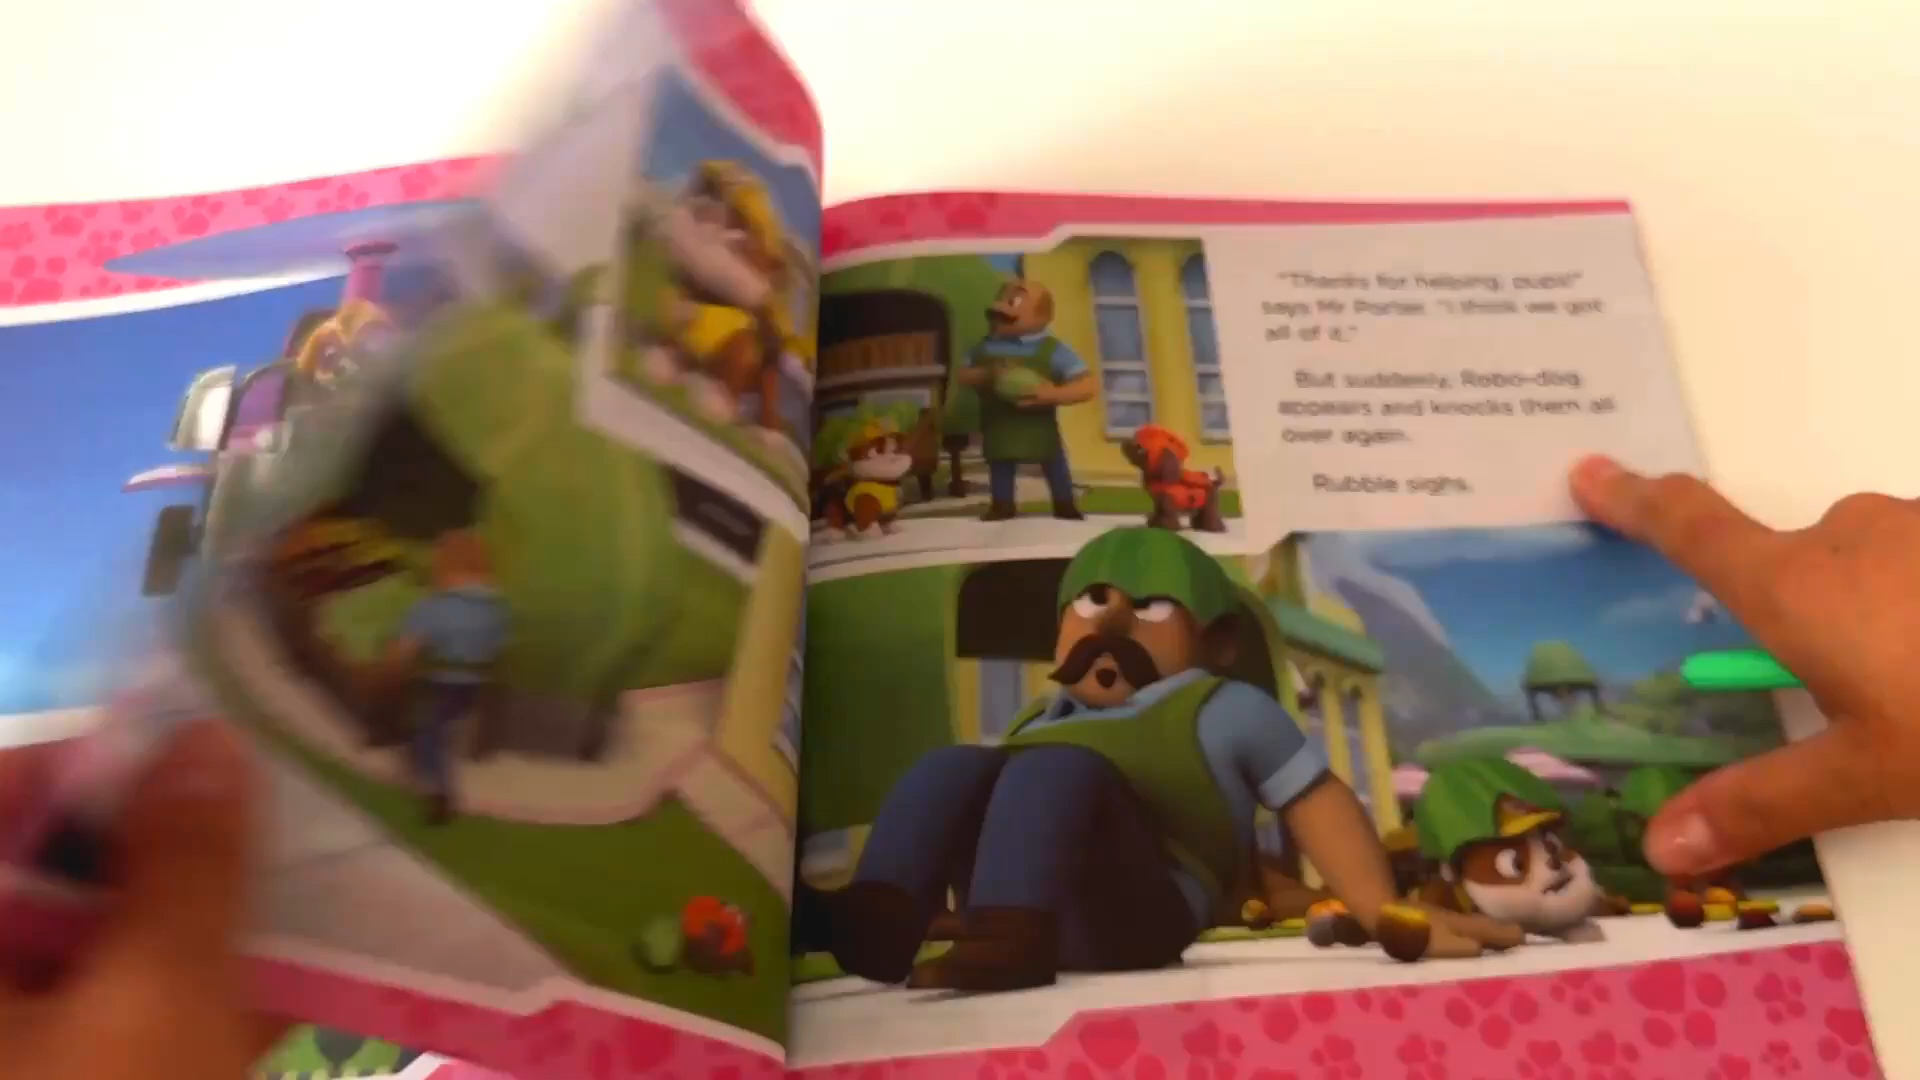 "Thanks for helping, pups!"
says Mr Porter. "I think we got
all of it."
But suddenly, Robo-dog
appears and knocks them all
over again.
Rubble sighs.